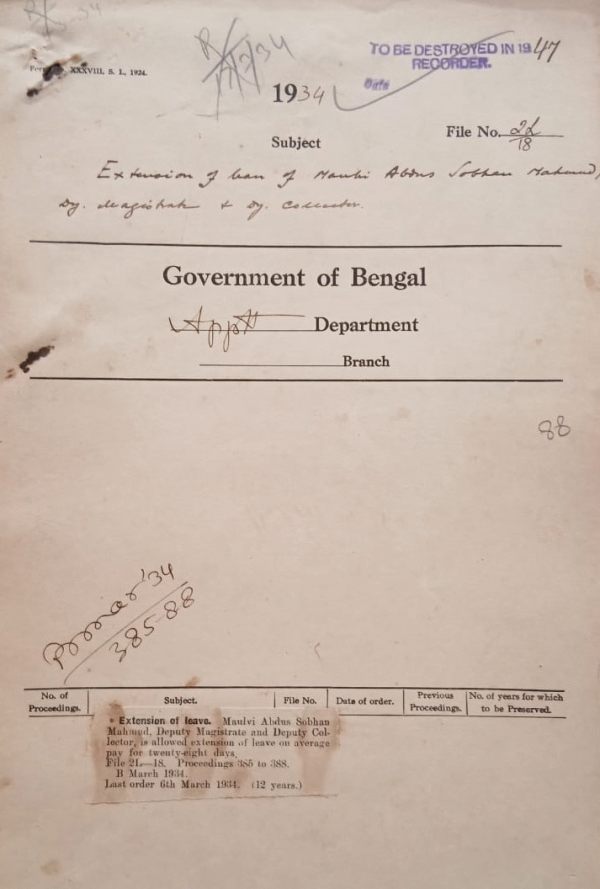 XXXVIII, S. I., 1924.
TO BE DESTROYED IN 1947
RECORDER.
Date
1934
File No. 2L/18
Subject
Extension of leave of Maulvi Abdus Sobhan Mahmud,
Dy. Magistrate & Dy. Collector.
Government of Bengal
Appt Department
Branch
88
B Mar '34
385-88
No. of Proceedings. Subject. File No. Date of order. Previous Proceedings. No. of years for which to be Preserved.
* Extension of leave. Maulvi Abdus Sobhan
Mahmud, Deputy Magistrate and Deputy Col-
lector, is allowed extension of leave on average
pay for twenty-eight days.
File 2L—18. Proceedings 385 to 388.
B March 1934.
Last order 6th March 1934. (12 years.)